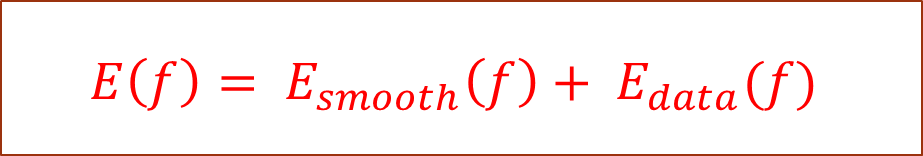 E(f) = E_smooth(f) + E_data(f)